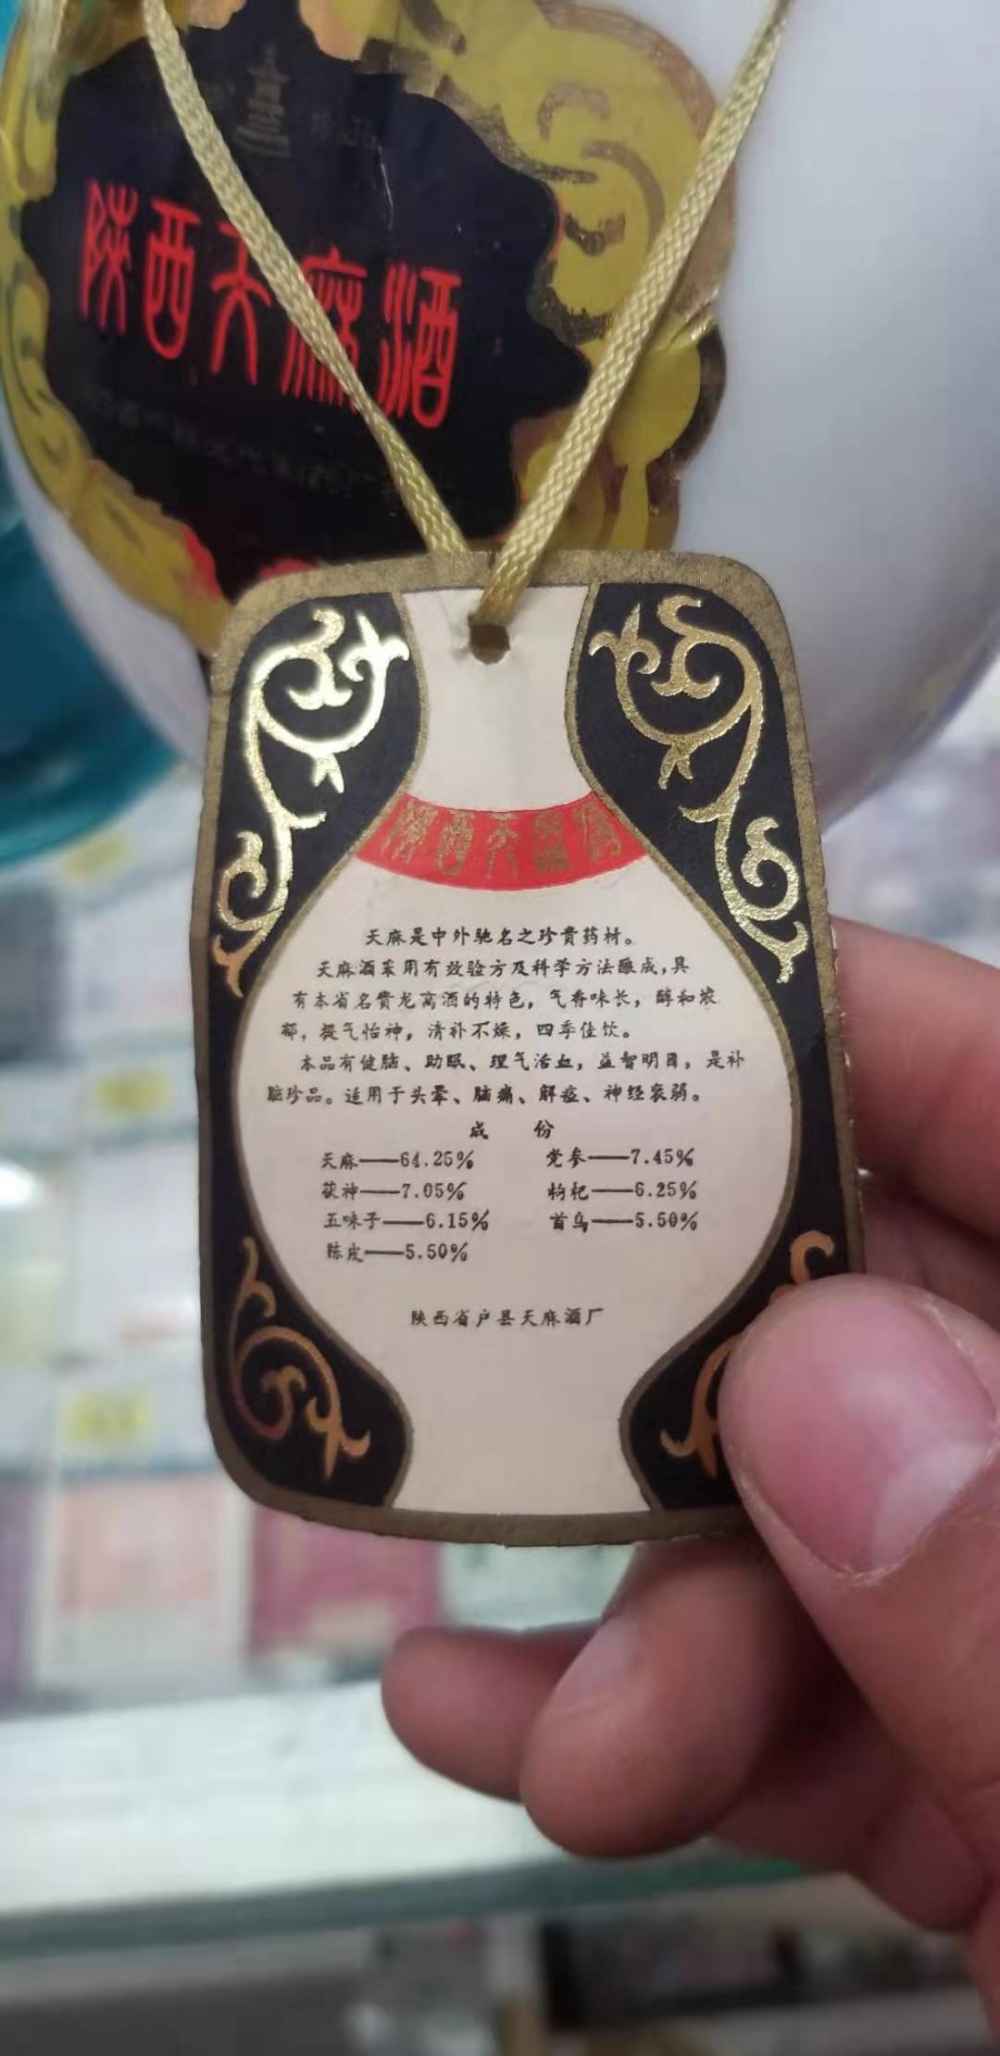 陕西天麻酒
陕西天麻酒
天麻是中外驰名之珍贵药材。
天麻酒采用有效验方及科学方法酿成，具
有本省名贵龙窝酒的特色，气香味长，醇和浓
郁，提气怡神，清补不燥，四季佳饮。
本品有健脑、助眠、理气活血，益智明目，是补
脑珍品。适用于头晕、脑痛、解疲、神经衰弱。
成 份
天麻——64.25% 党参——7.45%
茯神——7.05% 枸杞——6.25%
五味子——6.15% 首乌——5.50%
陈皮——5.50%
陕西省户县天麻酒厂